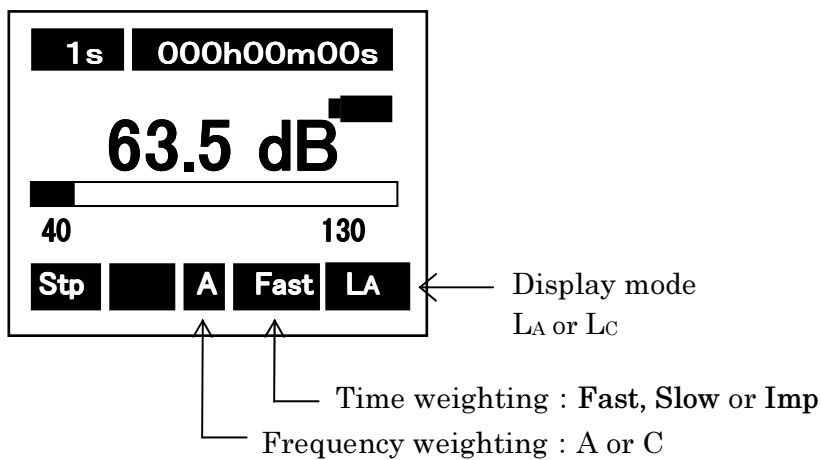 1s 000h00m00s
63.5 dB
40 130
Stp A Fast LA
Display mode
LA or LC
Time weighting : Fast, Slow or Imp
Frequency weighting : A or C